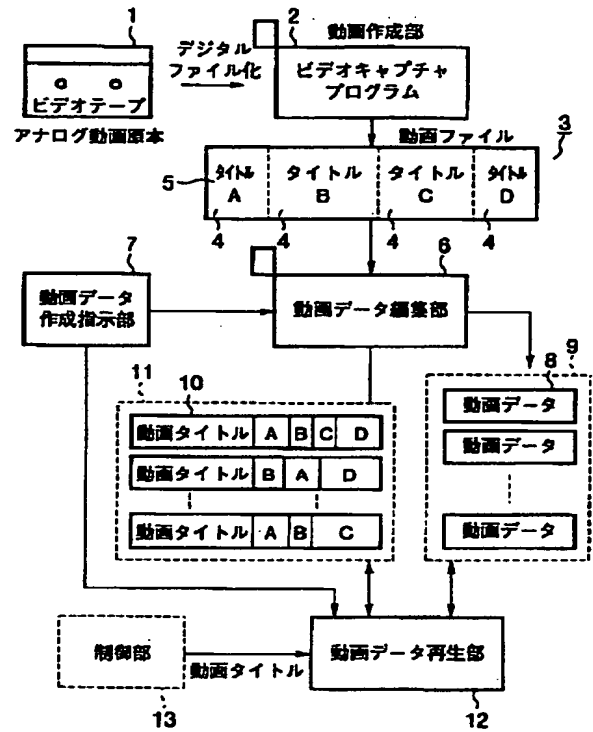 1
デジタル
ファイル化
2
動画作成部
ビデオテープ
アナログ動画原本
ビデオキャプチャ
プログラム
動画ファイル
3
5
タイトル
A
タイトル
B
タイトル
C
タイトル
D
4
4
4
4
7
6
動画データ
作成指示部
動画データ編集部
11
10
8
9
動画タイトル A B C D
動画タイトル B A D
動画タイトル A B C
動画データ
動画データ
動画データ
制御部
動画タイトル
動画データ再生部
13
12